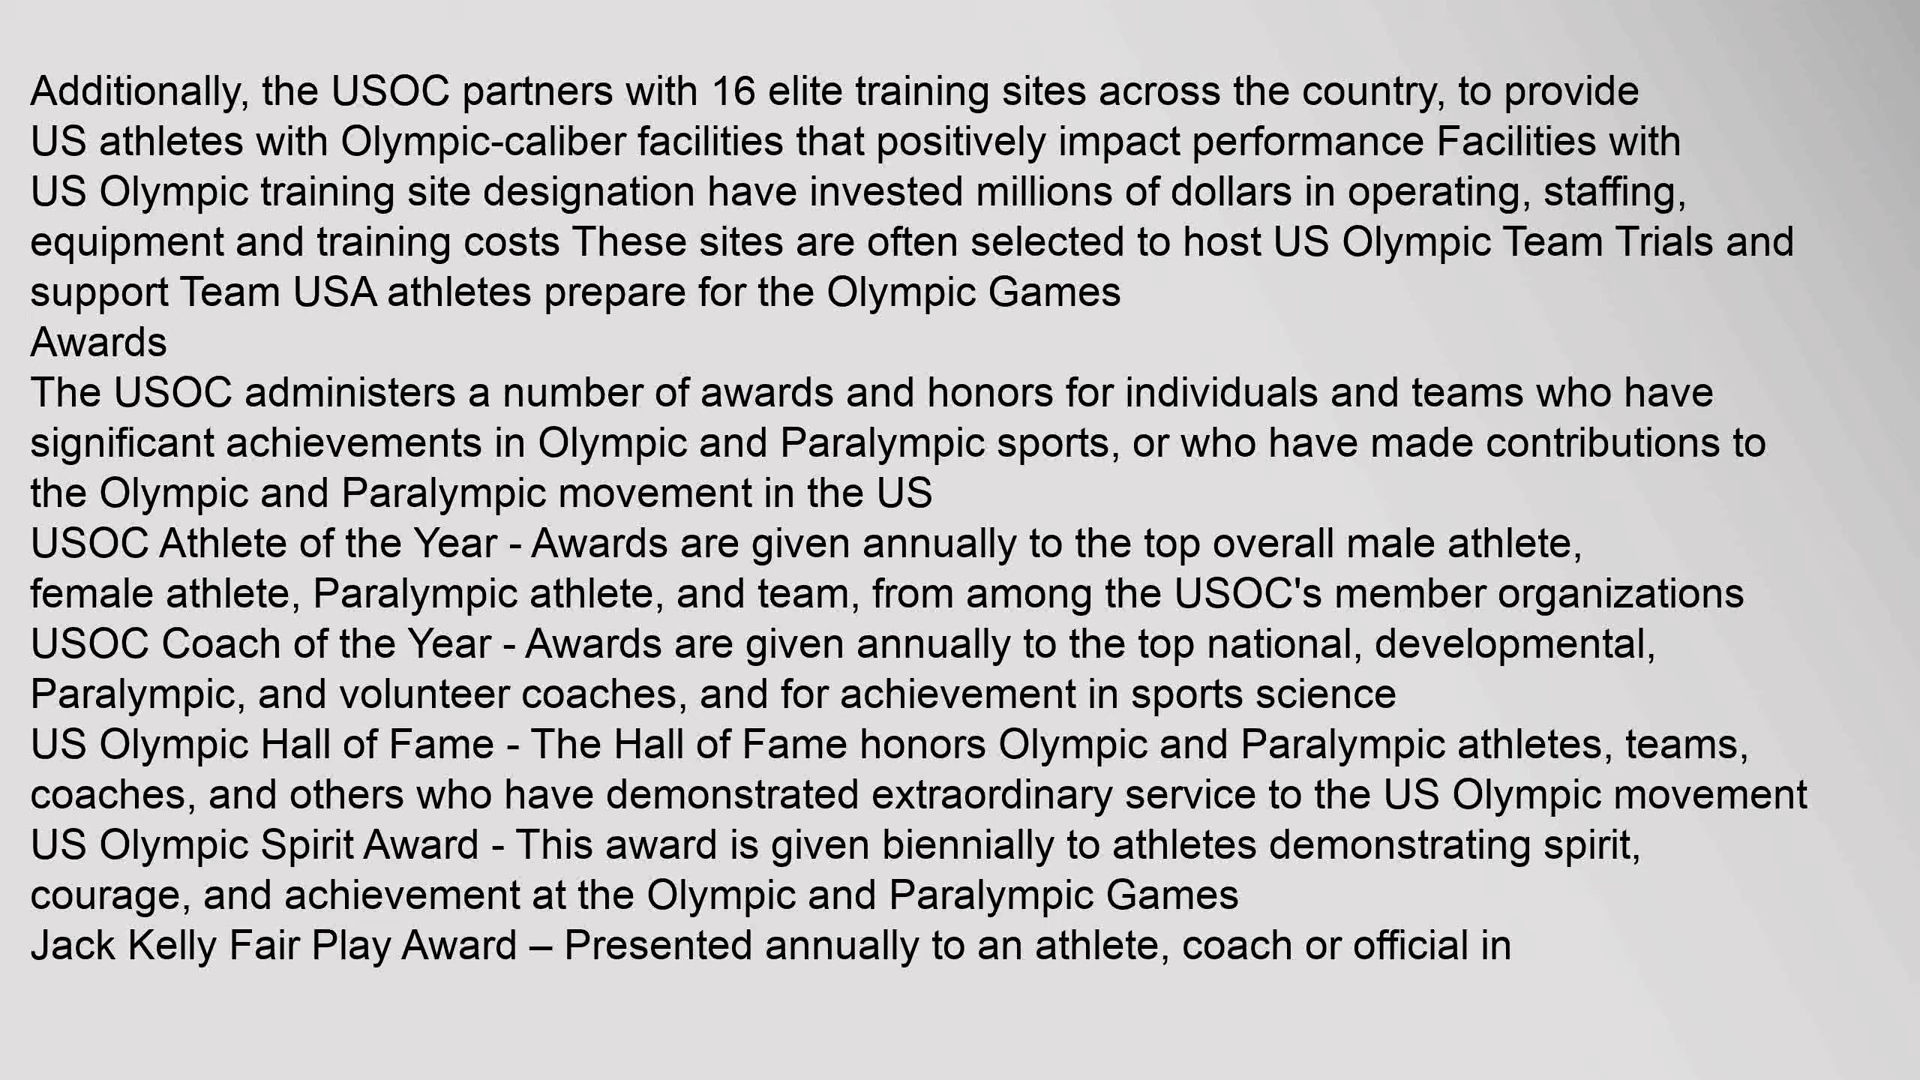 Additionally, the USOC partners with 16 elite training sites across the country, to provide
US athletes with Olympic-caliber facilities that positively impact performance Facilities with
US Olympic training site designation have invested millions of dollars in operating, staffing,
equipment and training costs These sites are often selected to host US Olympic Team Trials and
support Team USA athletes prepare for the Olympic Games
Awards
The USOC administers a number of awards and honors for individuals and teams who have
significant achievements in Olympic and Paralympic sports, or who have made contributions to
the Olympic and Paralympic movement in the US
USOC Athlete of the Year - Awards are given annually to the top overall male athlete,
female athlete, Paralympic athlete, and team, from among the USOC's member organizations
USOC Coach of the Year - Awards are given annually to the top national, developmental,
Paralympic, and volunteer coaches, and for achievement in sports science
US Olympic Hall of Fame - The Hall of Fame honors Olympic and Paralympic athletes, teams,
coaches, and others who have demonstrated extraordinary service to the US Olympic movement
US Olympic Spirit Award - This award is given biennially to athletes demonstrating spirit,
courage, and achievement at the Olympic and Paralympic Games
Jack Kelly Fair Play Award – Presented annually to an athlete, coach or official in